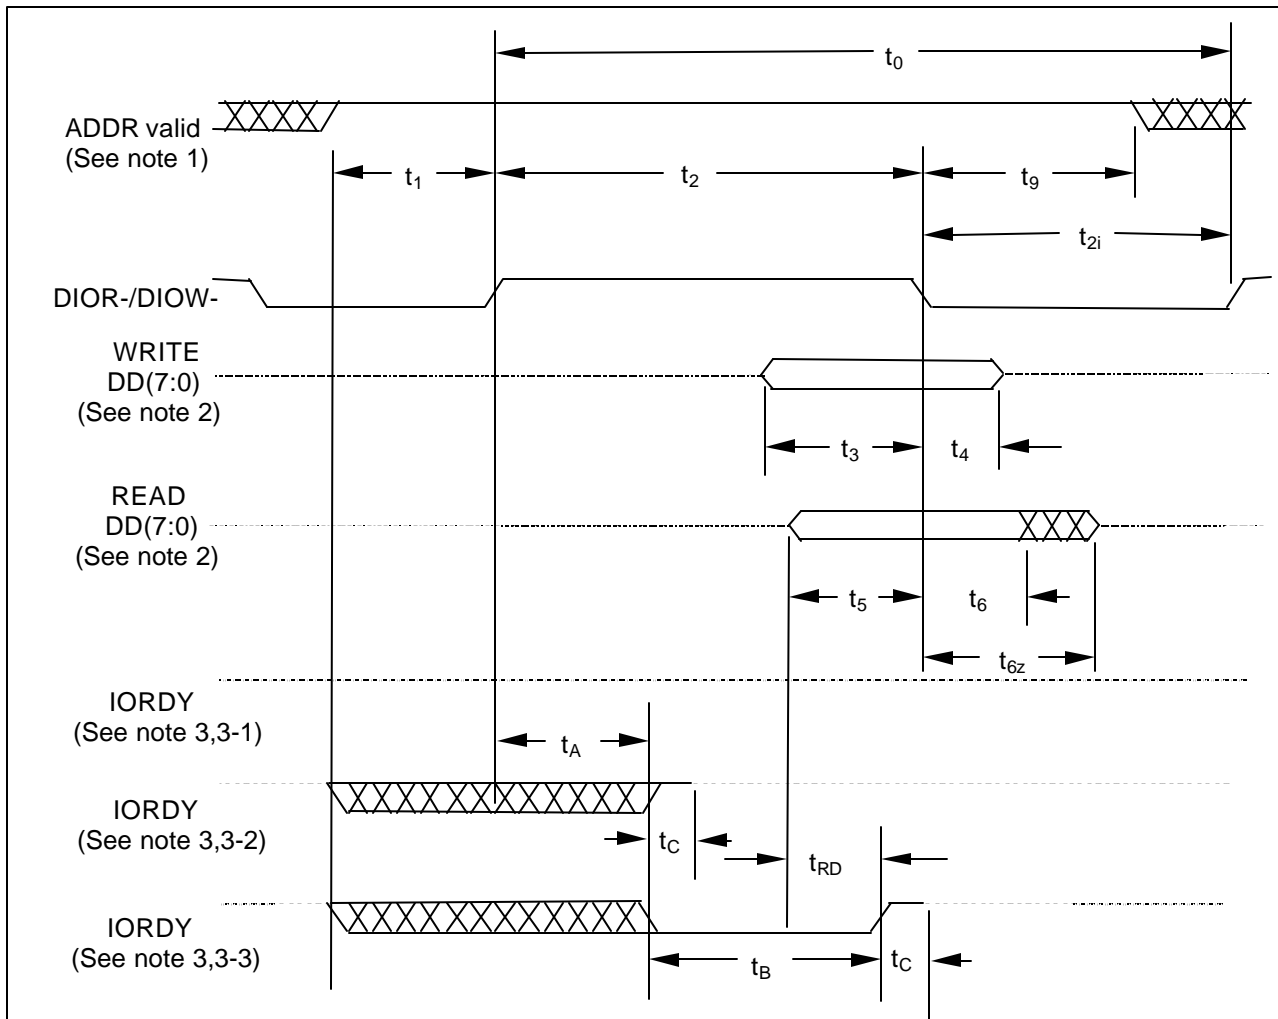 t0
ADDR valid
(See note 1)
t1
t2
t9
t2i
DIOR-/DIOW-
WRITE
DD(7:0)
(See note 2)
t3
t4
READ
DD(7:0)
(See note 2)
t5
t6
t6z
IORDY
(See note 3,3-1)
tA
IORDY
(See note 3,3-2)
tC
tRD
IORDY
(See note 3,3-3)
tB
tC